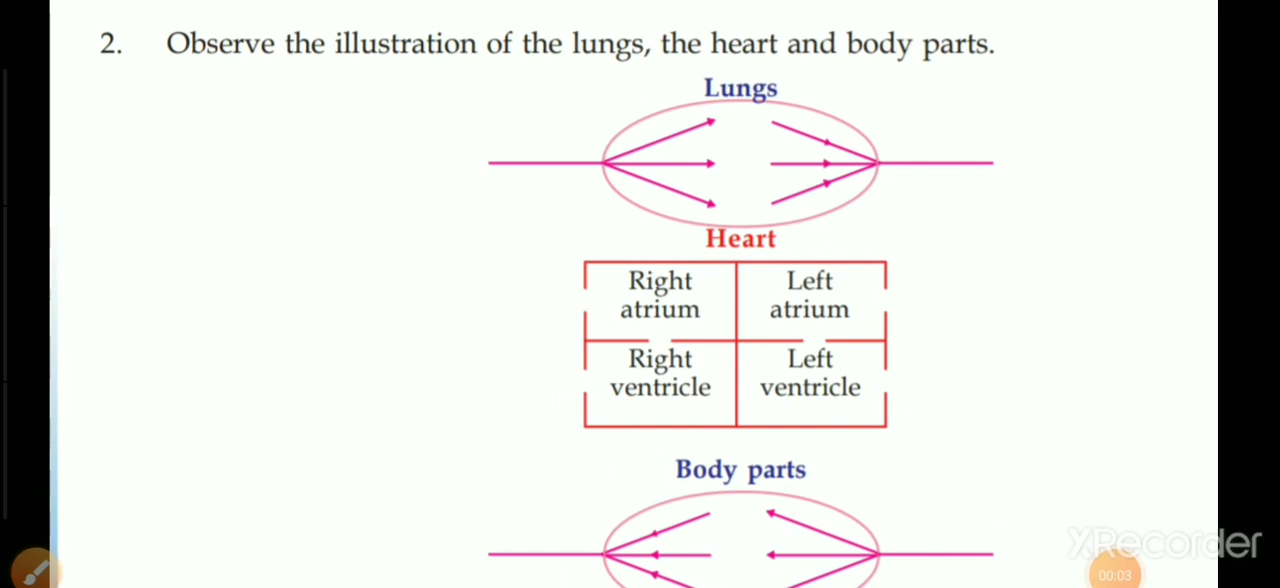 2. Observe the illustration of the lungs, the heart and body parts.
Lungs
Heart
Right
atrium
Left
atrium
Right
ventricle
Left
ventricle
Body parts
XRecorder
00:03